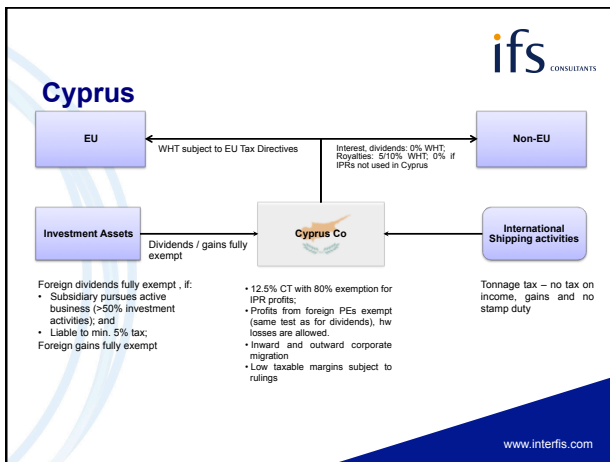 ifs
CONSULTANTS
Cyprus
EU
WHT subject to EU Tax Directives
Interest, dividends: 0% WHT;
Royalties: 5/10% WHT; 0% if
IPRs not used in Cyprus
Non-EU
Investment Assets
Dividends / gains fully
exempt
Cyprus Co
International
Shipping activities
Foreign dividends fully exempt , if:
• Subsidiary pursues active
business (>50% investment
activities); and
• Liable to min. 5% tax;
Foreign gains fully exempt
• 12.5% CT with 80% exemption for
IPR profits;
• Profits from foreign PEs exempt
(same test as for dividends), hw
losses are allowed.
• Inward and outward corporate
migration
• Low taxable margins subject to
rulings
Tonnage tax – no tax on
income, gains and no
stamp duty
www.interfis.com